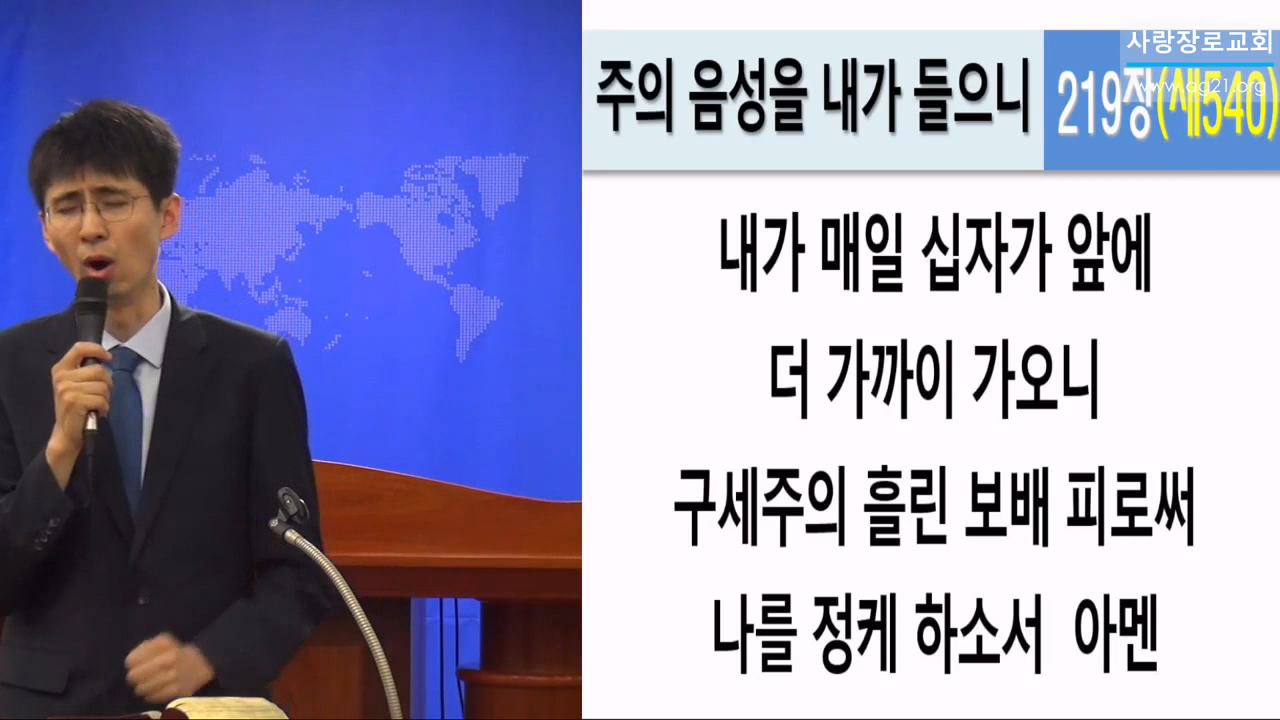 주의 음성을 내가 들으니
219장(새540)
사랑장로교회
www.ag21.org
내가 매일 십자가 앞에
더 가까이 가오니
구세주의 흘린 보배 피로써
나를 정케 하소서 아멘